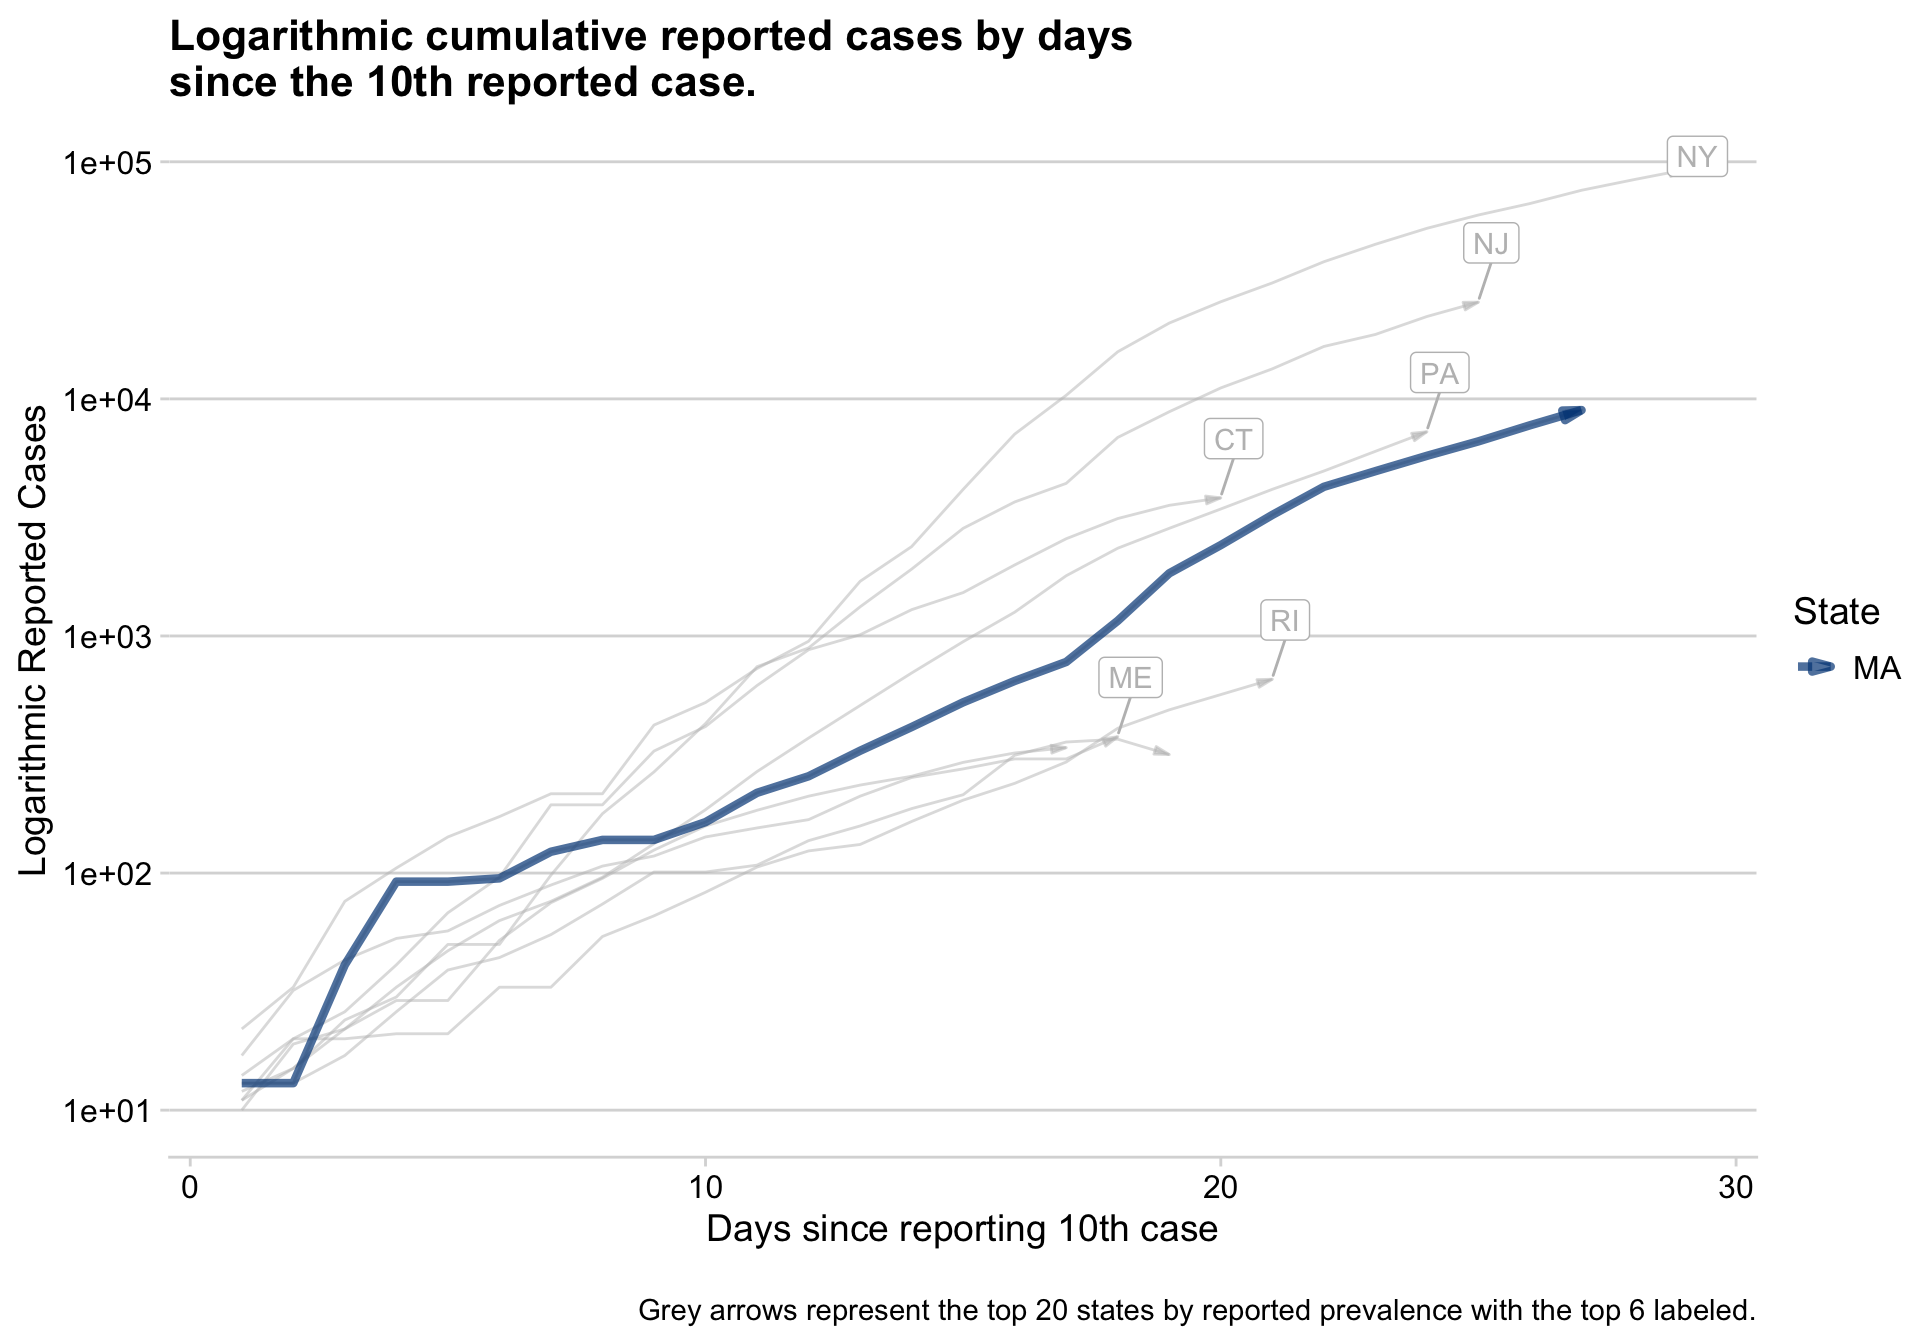 Logarithmic cumulative reported cases by days
since the 10th reported case.
1e+05
NY
NJ
PA
1e+04
CT
Logarithmic Reported Cases
RI
1e+03
State
ME
MA
1e+02
1e+01
0
10
20
30
Days since reporting 10th case
Grey arrows represent the top 20 states by reported prevalence with the top 6 labeled.